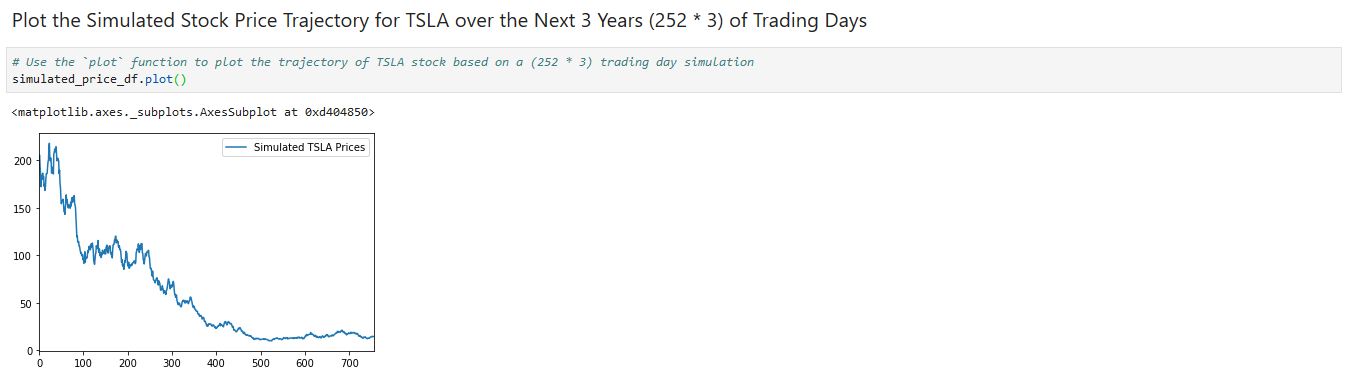 Plot the Simulated Stock Price Trajectory for TSLA over the Next 3 Years (252 * 3) of Trading Days
# Use the `plot` function to plot the trajectory of TSLA stock based on a (252 * 3) trading day simulation
simulated_price_df.plot()
<matplotlib.axes._subplots.AxesSubplot at 0xd404850>
Simulated TSLA Prices
200
150
100
50
0
0 100 200 300 400 500 600 700